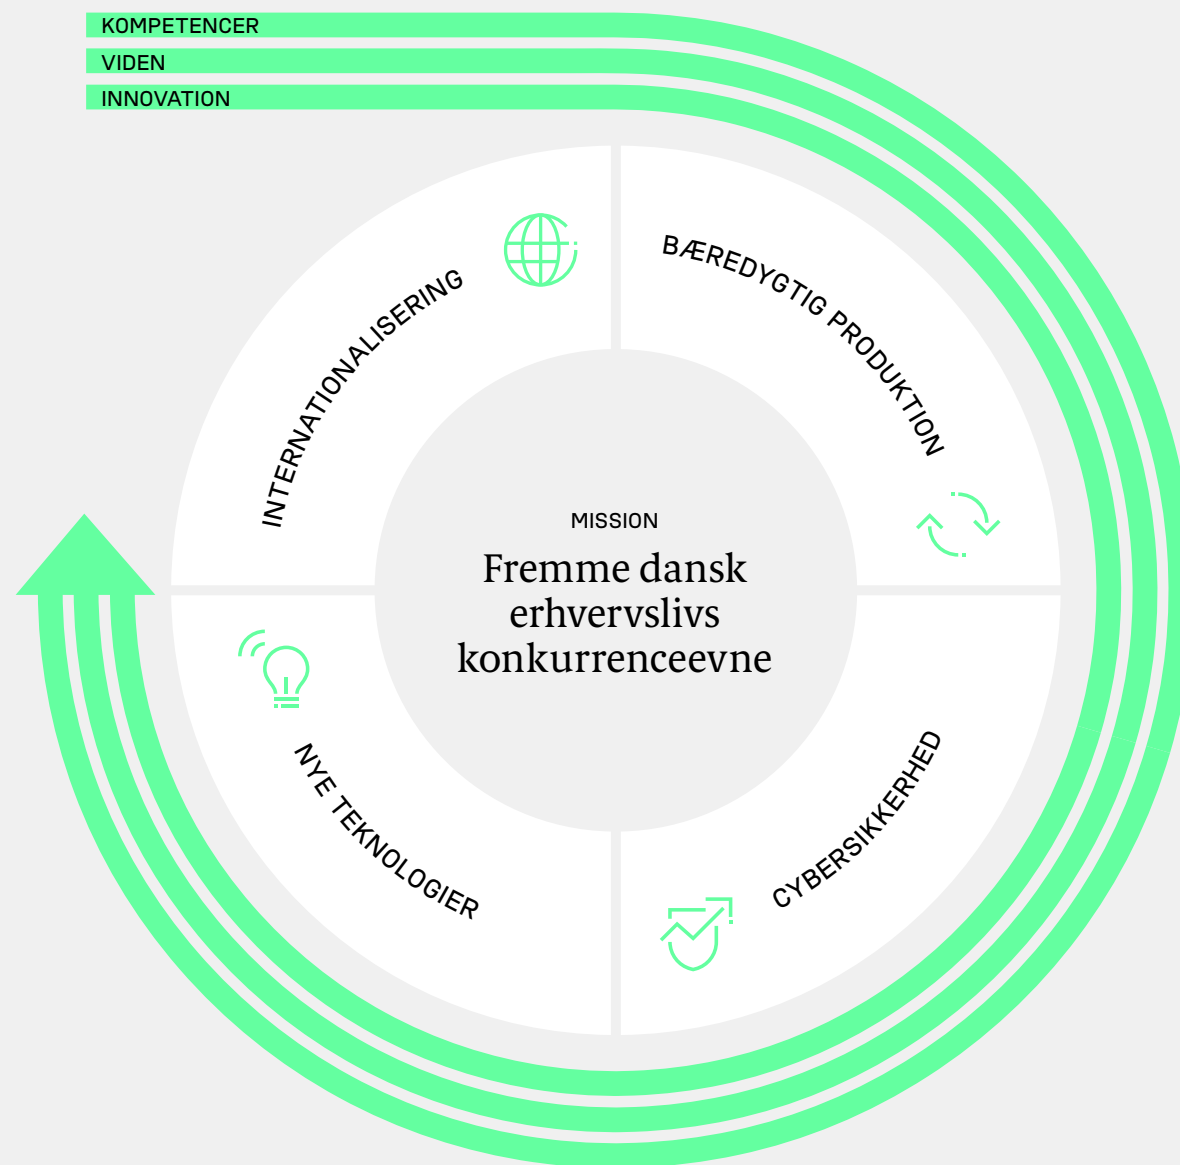 KOMPETENCER
VIDEN
INNOVATION
INTERNATIONALISERING
BÆREDYGTIG PRODUKTION
MISSION
Fremme dansk
erhvervslivs
konkurrenceevne
NYE TEKNOLOGIER
CYBERSIKKERHED